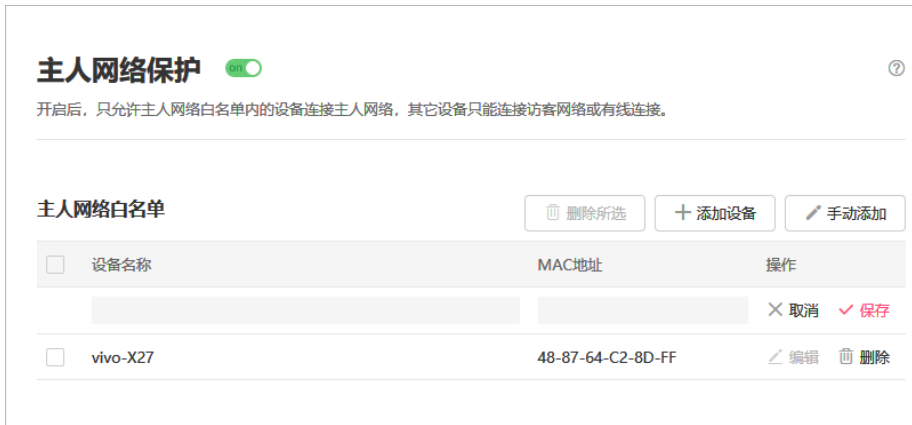 主人网络保护 on
开启后，只允许主人网络白名单内的设备连接主人网络，其它设备只能连接访客网络或有线连接。
主人网络白名单 删除所选 添加设备 手动添加
设备名称 MAC地址 操作
取消 保存
vivo-X27 48-87-64-C2-8D-FF 编辑 删除